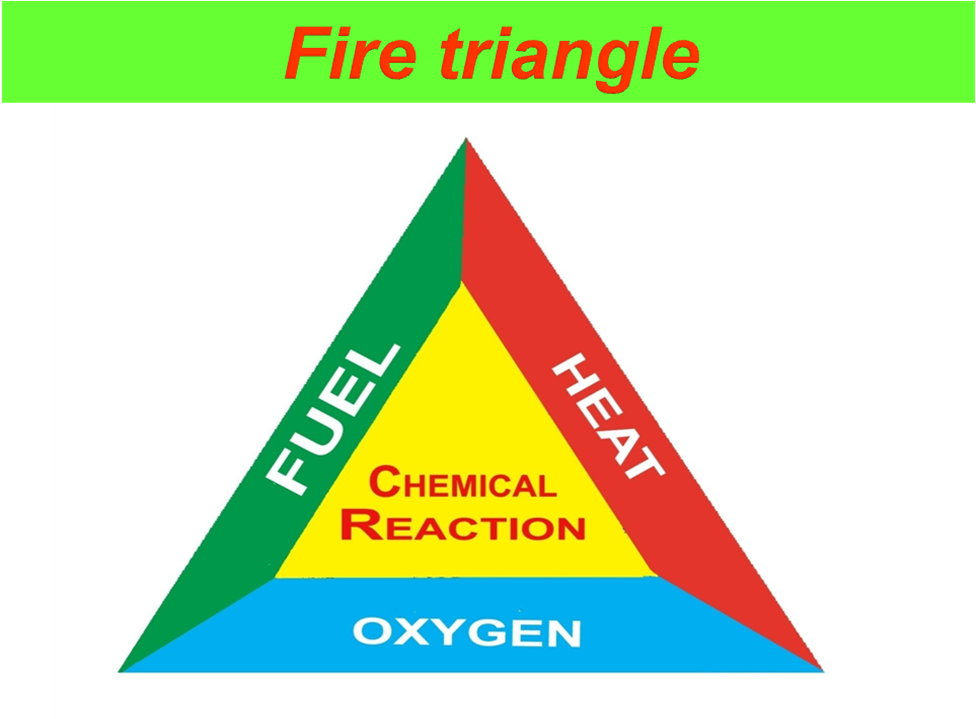 Fire triangle
FUEL
HEAT
CHEMICAL
REACTION
OXYGEN